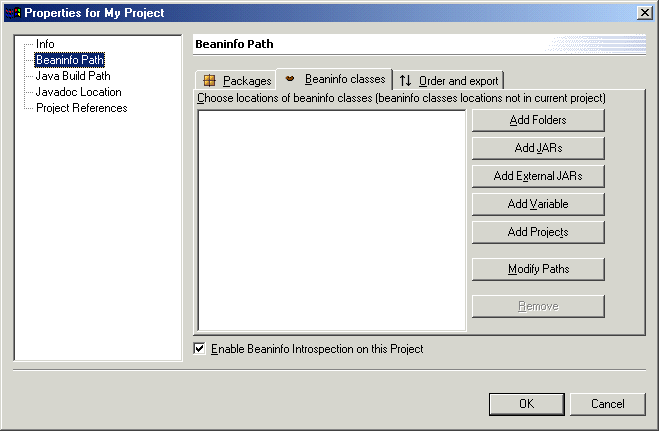 Properties for My Project
Info
Beaninfo Path
Java Build Path
Javadoc Location
Project References
Beaninfo Path
Packages
Beaninfo classes
Order and export
Choose locations of beaninfo classes (beaninfo classes locations not in current project)
Add Folders
Add JARs
Add External JARs
Add Variable
Add Projects
Modify Paths
Remove
Enable Beaninfo Introspection on this Project
OK
Cancel